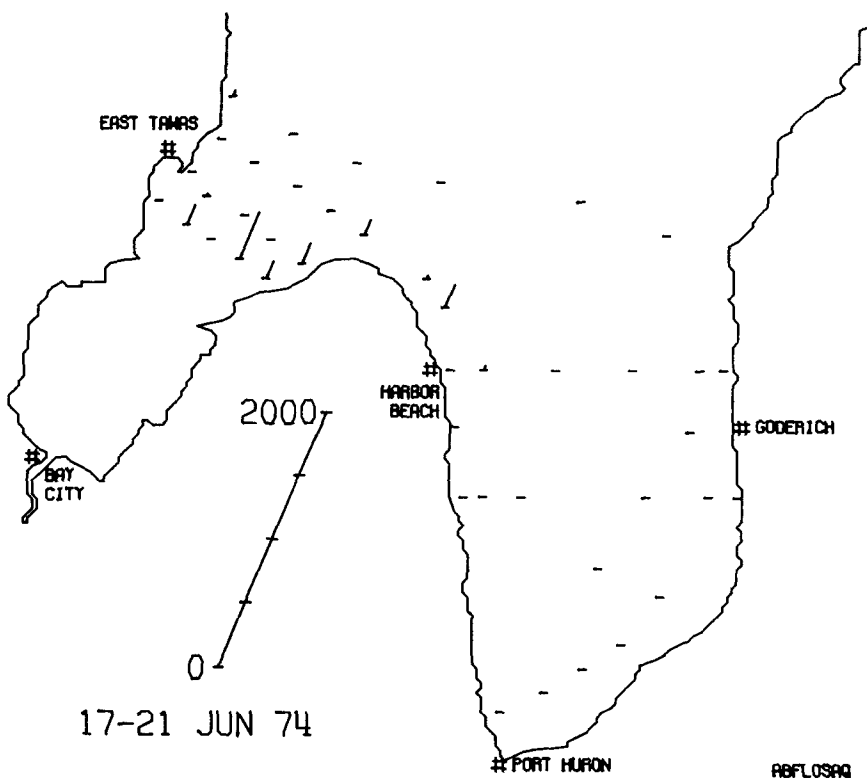 EAST TAWAS
HARBOR
BEACH
2000
GODERICH
BAY
CITY
0
17-21 JUN 74
PORT HURON
ABFLOSAQ